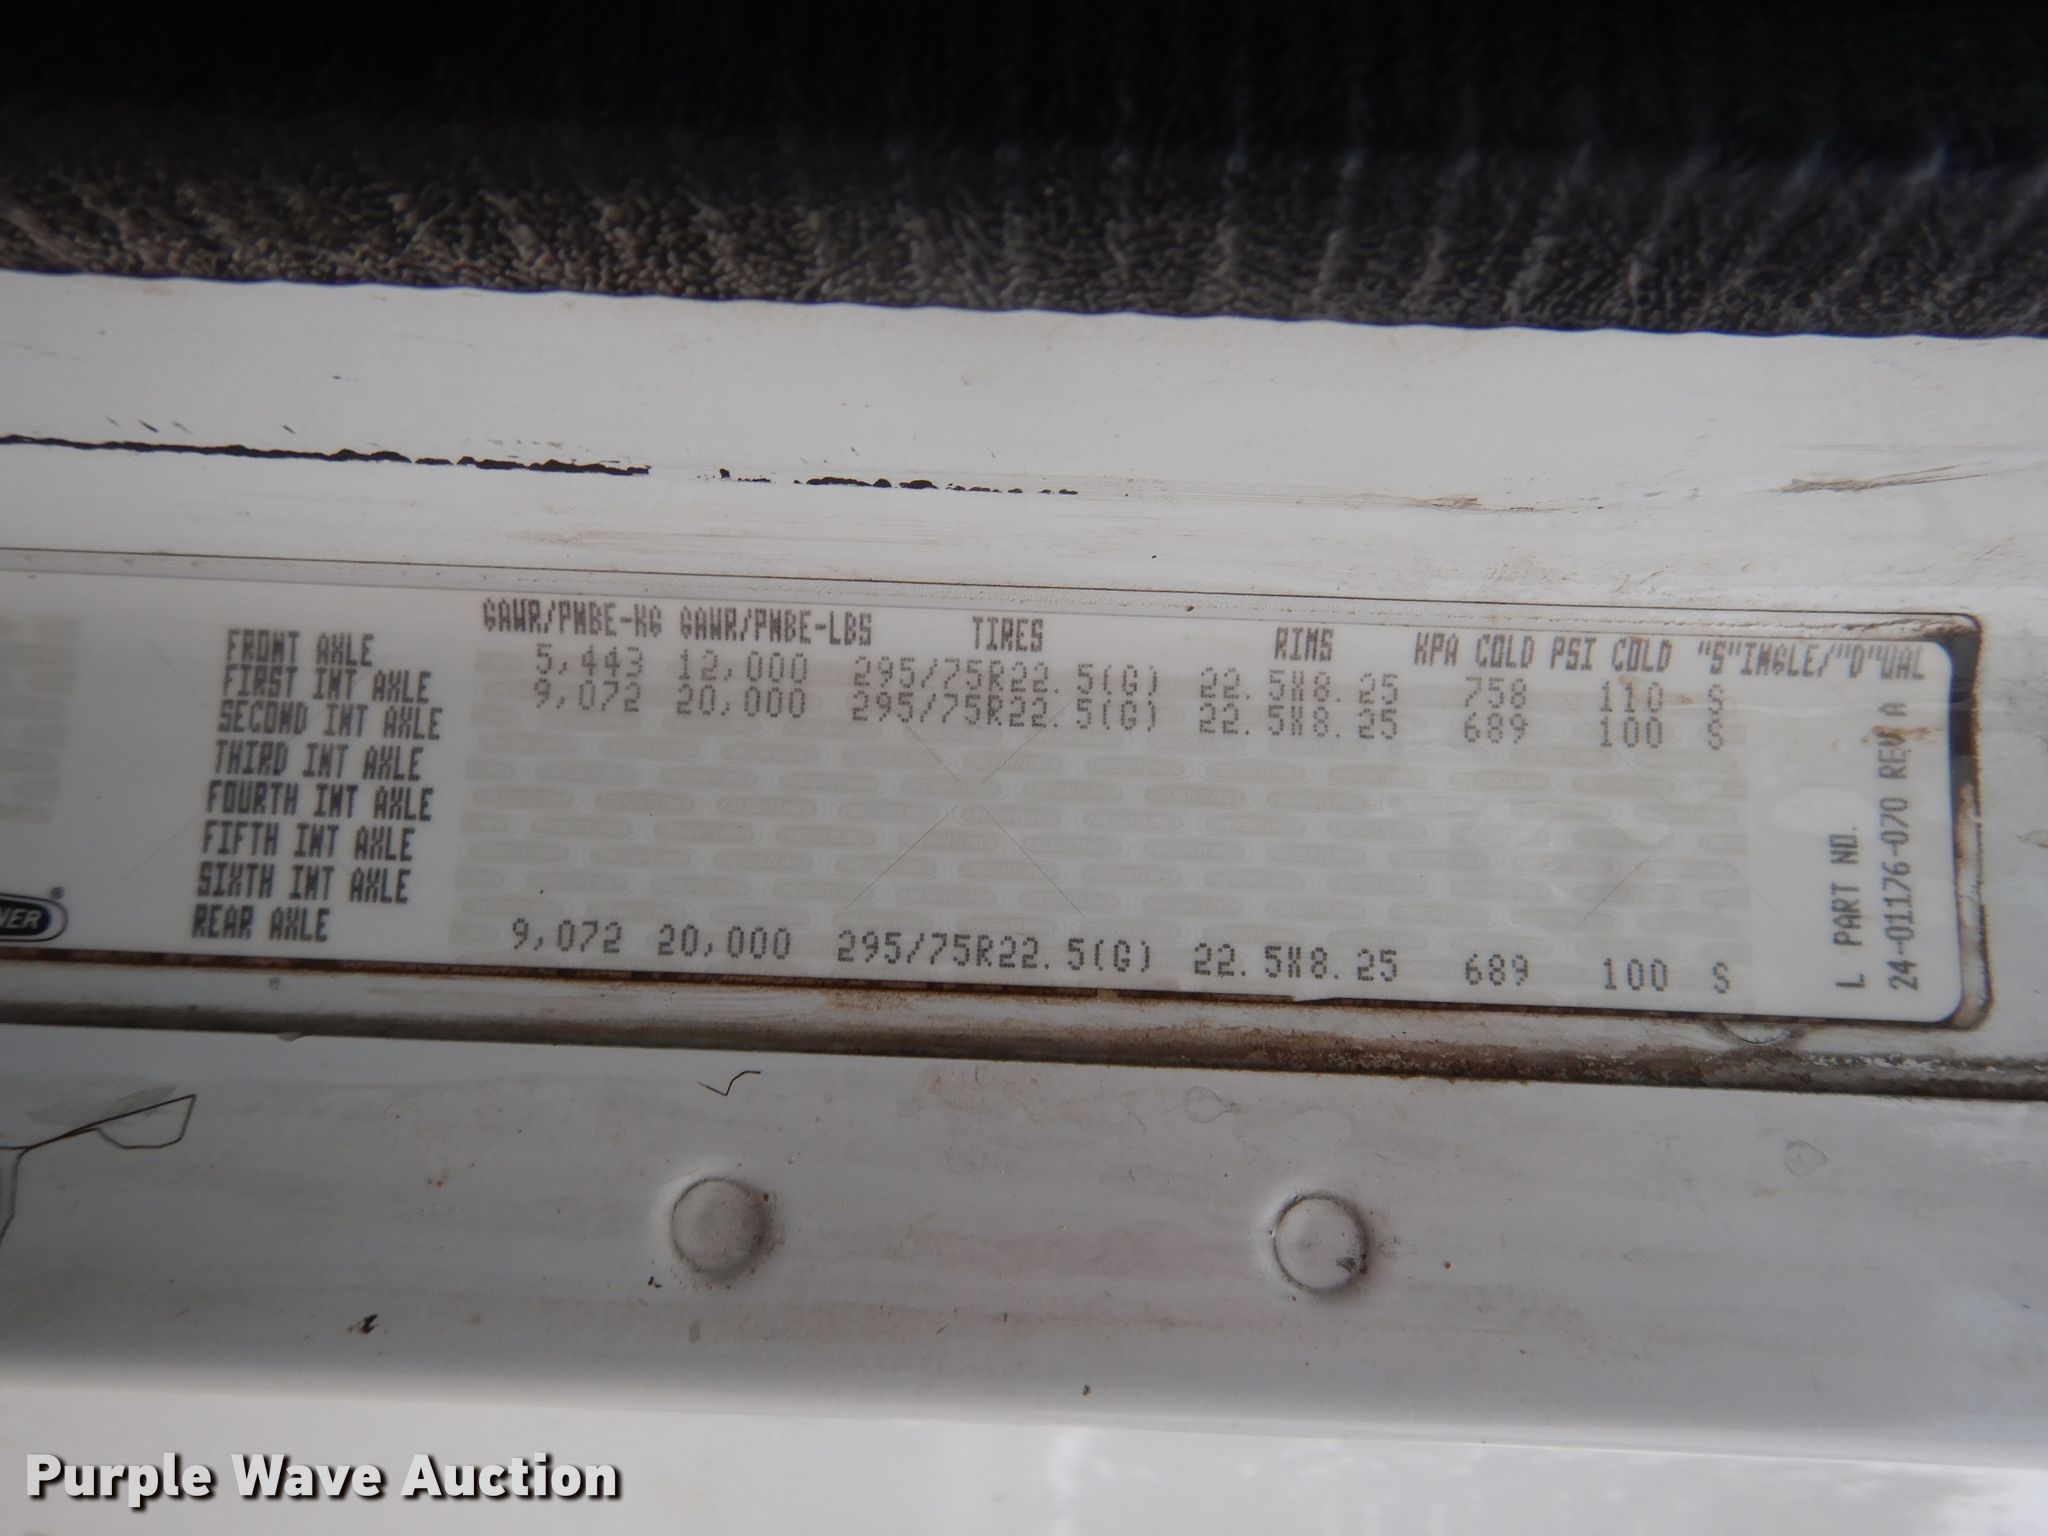 GAWR/PNBE-KG GAWR/PNBE-LBS TIRES RIMS KPA COLD PSI COLD "S"INGLE/"D"UAL
FRONT AXLE 5,443 12,000 295/75R22.5(G) 22.5X8.25 758 110 S
FIRST INT AXLE 9,072 20,000 295/75R22.5(G) 22.5X8.25 689 100 S
SECOND INT AXLE
THIRD INT AXLE
FOURTH INT AXLE
FIFTH INT AXLE
SIXTH INT AXLE
REAR AXLE 9,072 20,000 295/75R22.5(G) 22.5X8.25 689 100 S
L PART NO.
24-01176-070 REV A
NER®
Purple Wave Auction